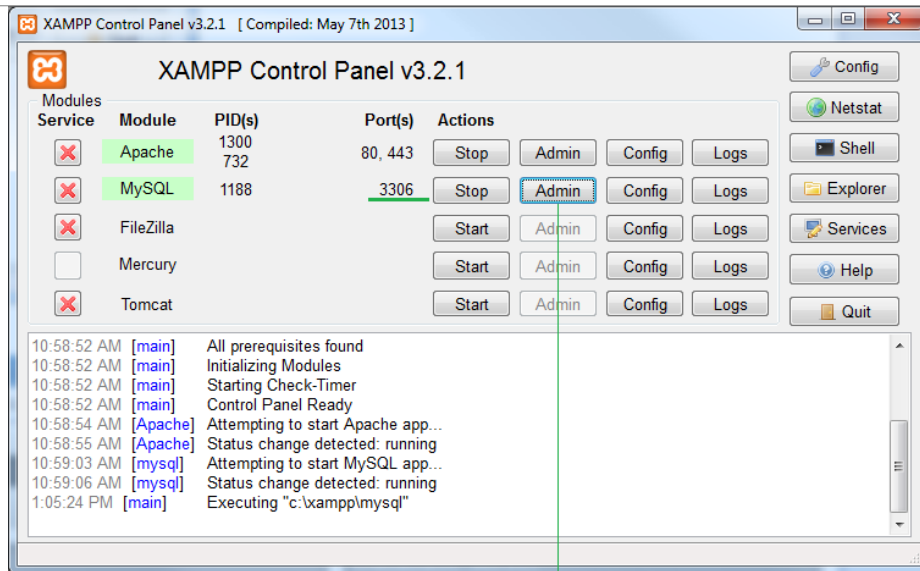 XAMPP Control Panel v3.2.1 [ Compiled: May 7th 2013 ]
XAMPP Control Panel v3.2.1
Config
Modules
Service Module PID(s) Port(s) Actions
Netstat
Apache 1300 732 80, 443 Stop Admin Config Logs
Shell
MySQL 1188 3306 Stop Admin Config Logs
Explorer
FileZilla Start Admin Config Logs
Services
Mercury Start Admin Config Logs
Help
Tomcat Start Admin Config Logs
Quit
10:58:52 AM [main] All prerequisites found
10:58:52 AM [main] Initializing Modules
10:58:52 AM [main] Starting Check-Timer
10:58:52 AM [main] Control Panel Ready
10:58:54 AM [Apache] Attempting to start Apache app...
10:58:55 AM [Apache] Status change detected: running
10:59:03 AM [mysql] Attempting to start MySQL app...
10:59:06 AM [mysql] Status change detected: running
1:05:24 PM [main] Executing "c:\xampp\mysql"